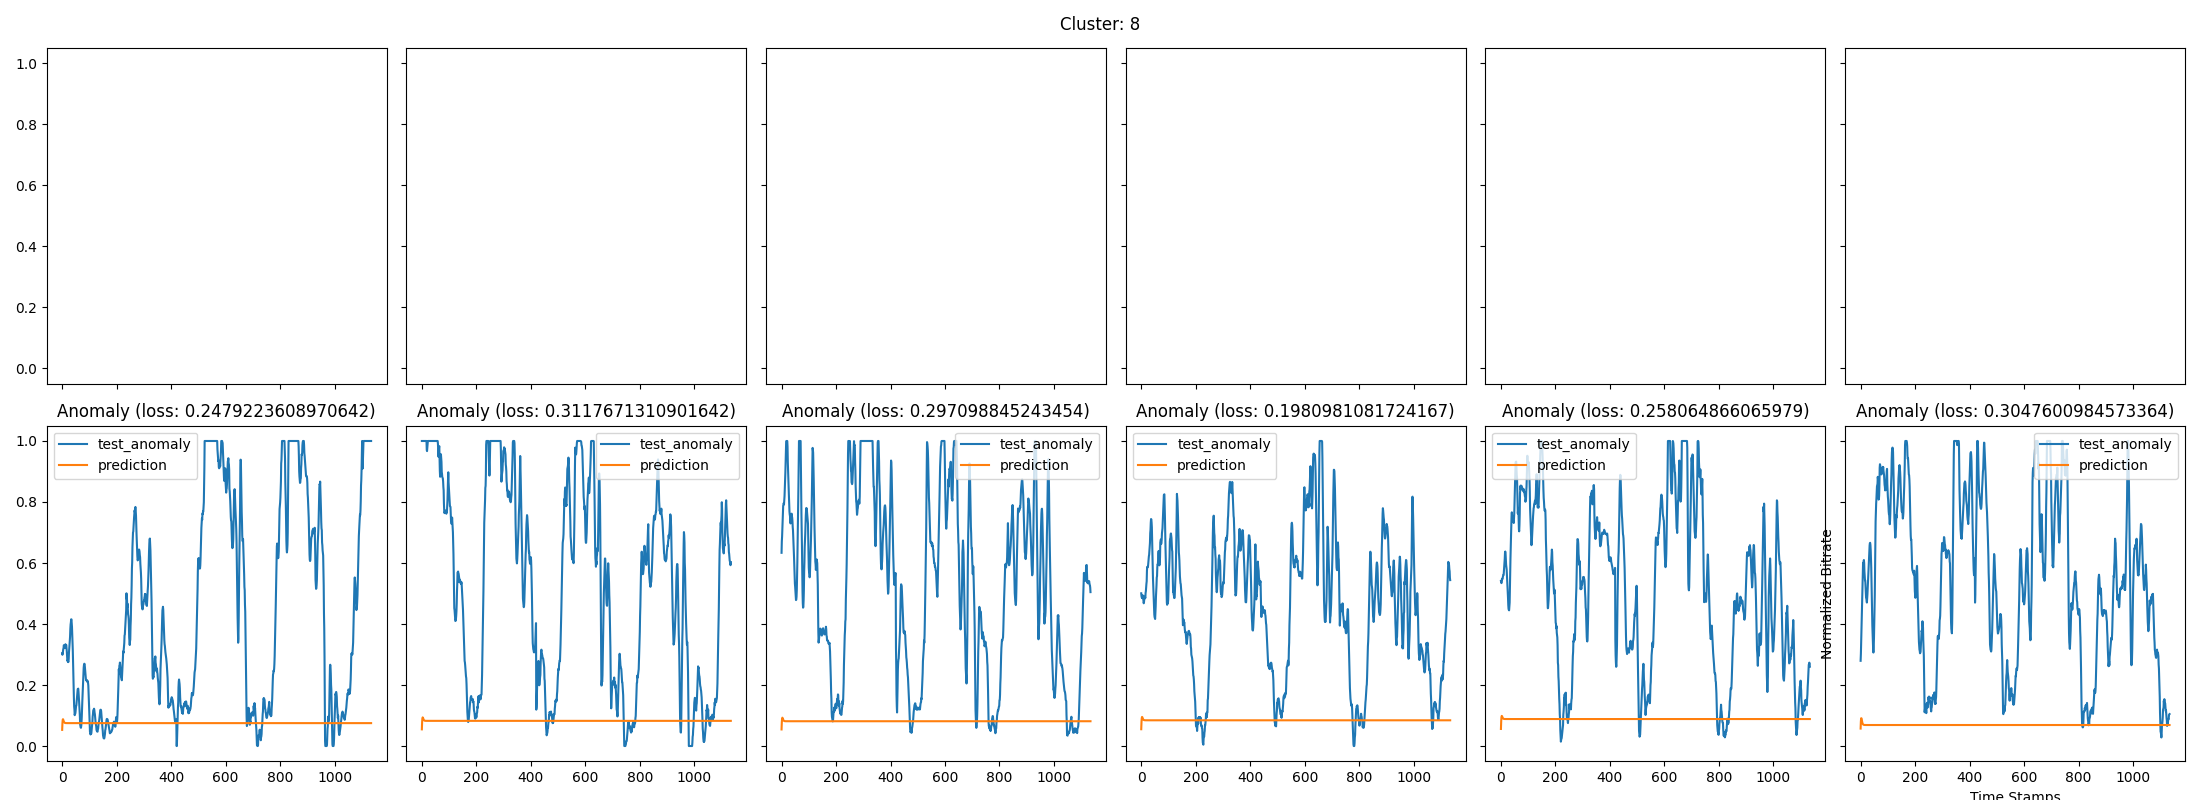 Cluster: 8
1.0
0.8
0.6
0.4
0.2
0.0
Anomaly (loss: 0.2479223608970642)
Anomaly (loss: 0.3117671310901642)
Anomaly (loss: 0.297098845243454)
Anomaly (loss: 0.1980981081724167)
Anomaly (loss: 0.258064866065979)
Anomaly (loss: 0.3047600984573364)
1.0
0.8
0.6
0.4
0.2
0.0
test_anomaly
prediction
test_anomaly
prediction
test_anomaly
prediction
test_anomaly
prediction
test_anomaly
prediction
test_anomaly
prediction
Normalized Bitrate
0 200 400 600 800 1000
0 200 400 600 800 1000
0 200 400 600 800 1000
0 200 400 600 800 1000
0 200 400 600 800 1000
0 200 400 600 800 1000
Time Stamps